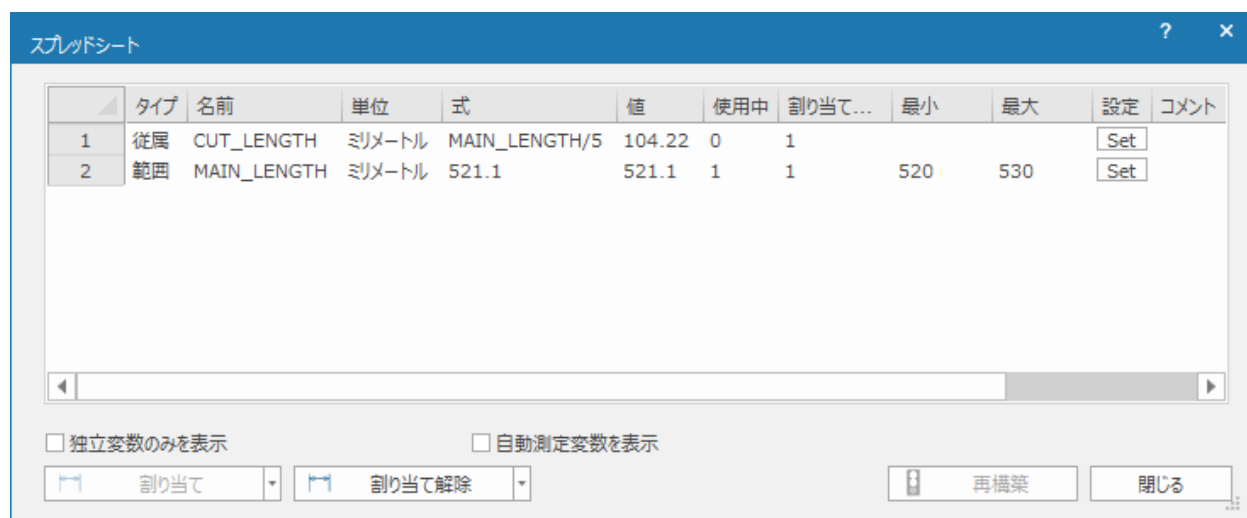 スプレッドシート ? ×
タイプ 名前 単位 式 値 使用中 割り当て... 最小 最大 設定 コメント
1 従属 CUT_LENGTH ミリメートル MAIN_LENGTH/5 104.22 0 1 Set
2 範囲 MAIN_LENGTH ミリメートル 521.1 521.1 1 1 520 530 Set
独立変数のみを表示 自動測定変数を表示
割り当て 割り当て解除 再構築 閉じる